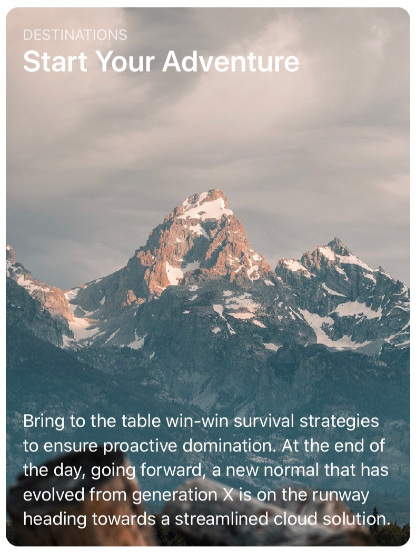 DESTINATIONS
Start Your Adventure
Bring to the table win-win survival strategies
to ensure proactive domination. At the end of
the day, going forward, a new normal that has
evolved from generation X is on the runway
heading towards a streamlined cloud solution.